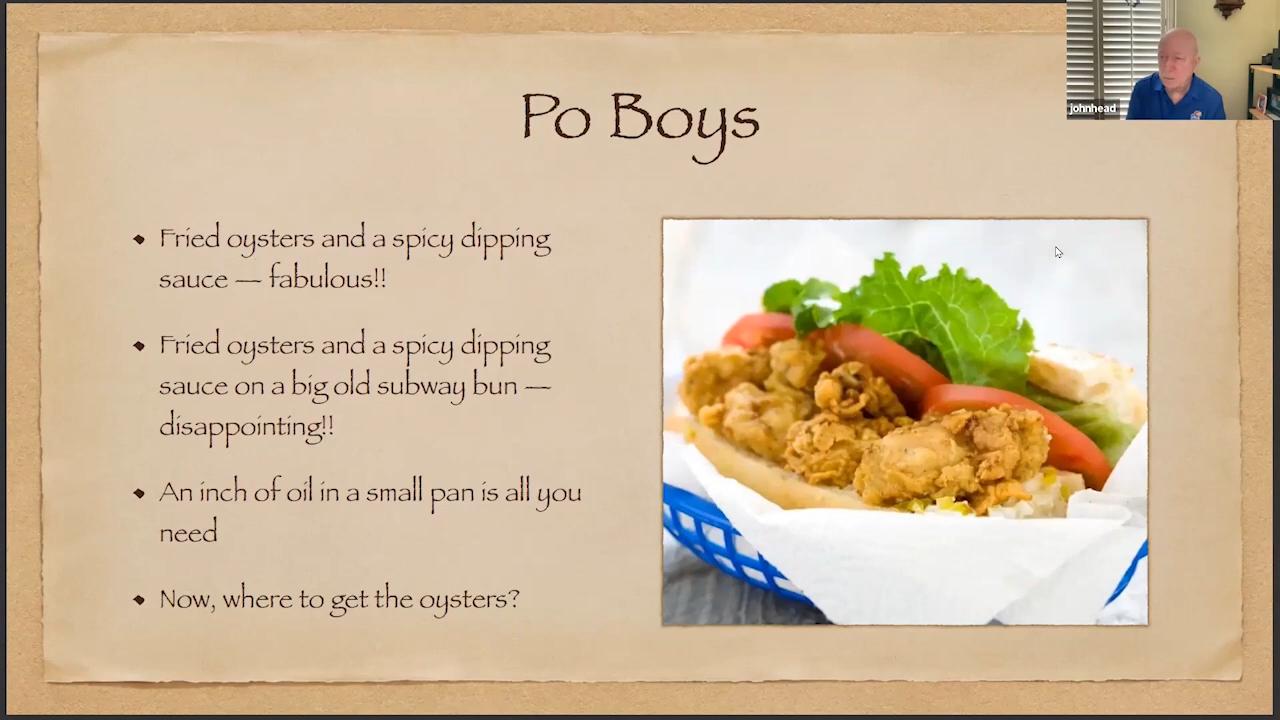 johnhead
Po Boys
Fried oysters and a spicy dipping
sauce — fabulous!!
Fried oysters and a spicy dipping
sauce on a big old subway bun —
disappointing!!
An inch of oil in a small pan is all you
need
Now, where to get the oysters?